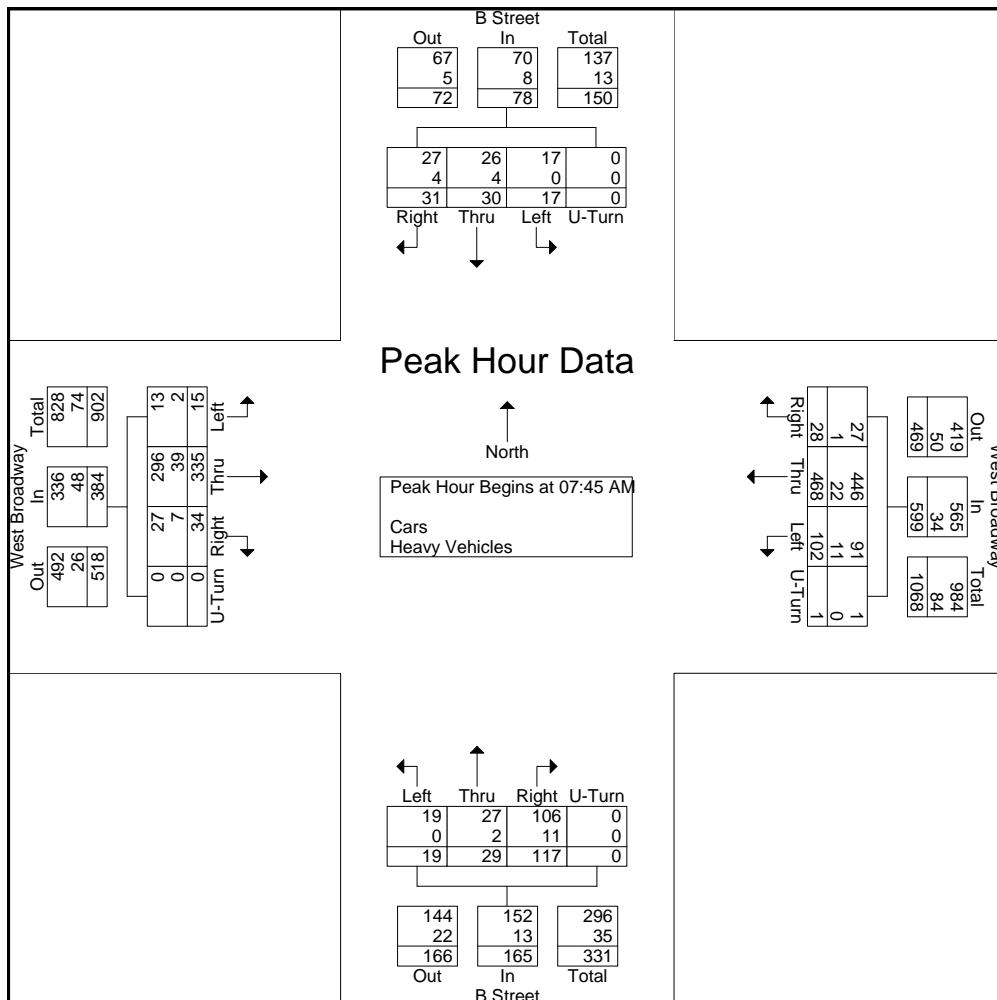 B Street
Out In Total
67 70 137
5 8 13
72 78 150
27 26 17 0
4 4 0 0
31 30 17 0
Right Thru Left U-Turn
Peak Hour Data
North
Peak Hour Begins at 07:45 AM
Cars
Heavy Vehicles
West Broadway
Total In Out
828 336 492
74 48 26
902 384 518
13 296 27 0
2 39 7 0
15 335 34 0
Left Thru Right U-Turn
West Broadway
Out In Total
419 565 984
50 34 84
469 599 1068
27 446 91 1
1 22 11 0
28 468 102 1
Right Thru Left U-Turn
Left Thru Right U-Turn
19 27 106 0
0 2 11 0
19 29 117 0
144 152 296
22 13 35
166 165 331
Out In Total
B Street